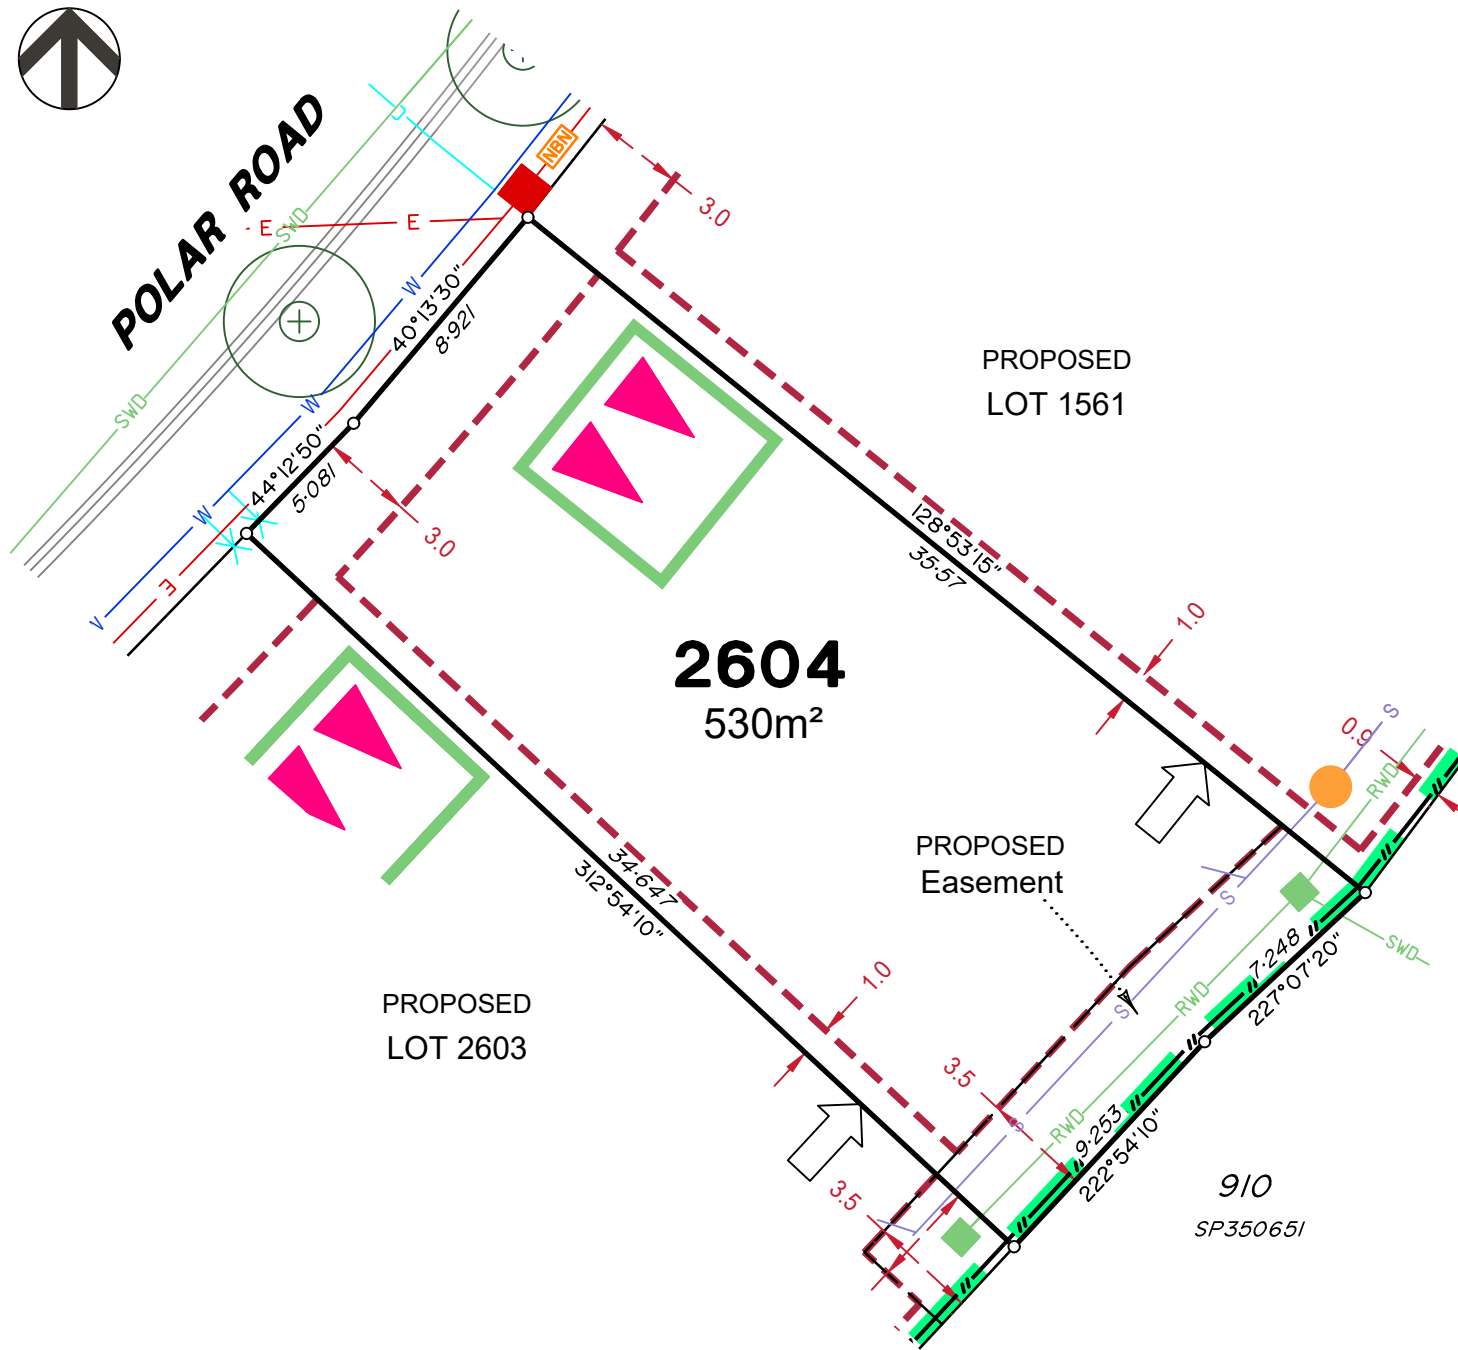 POLAR ROAD
NBN
3.0
D
E
E
SWD
W
40°13'30"
8·921
SWD
W
44°12'50"
5·081
W
3.0
E
PROPOSED
LOT 1561
128°53'15"
35·57
1.0
2604
530m²
S
0.9
RWD
PROPOSED
Easement
34·647
312°54'10"
S
SWD
7·248
227°07'20"
RWD
1.0
PROPOSED
LOT 2603
S
3.5
S
RWD
9·253
222°54'10"
910
SP350651
3.5